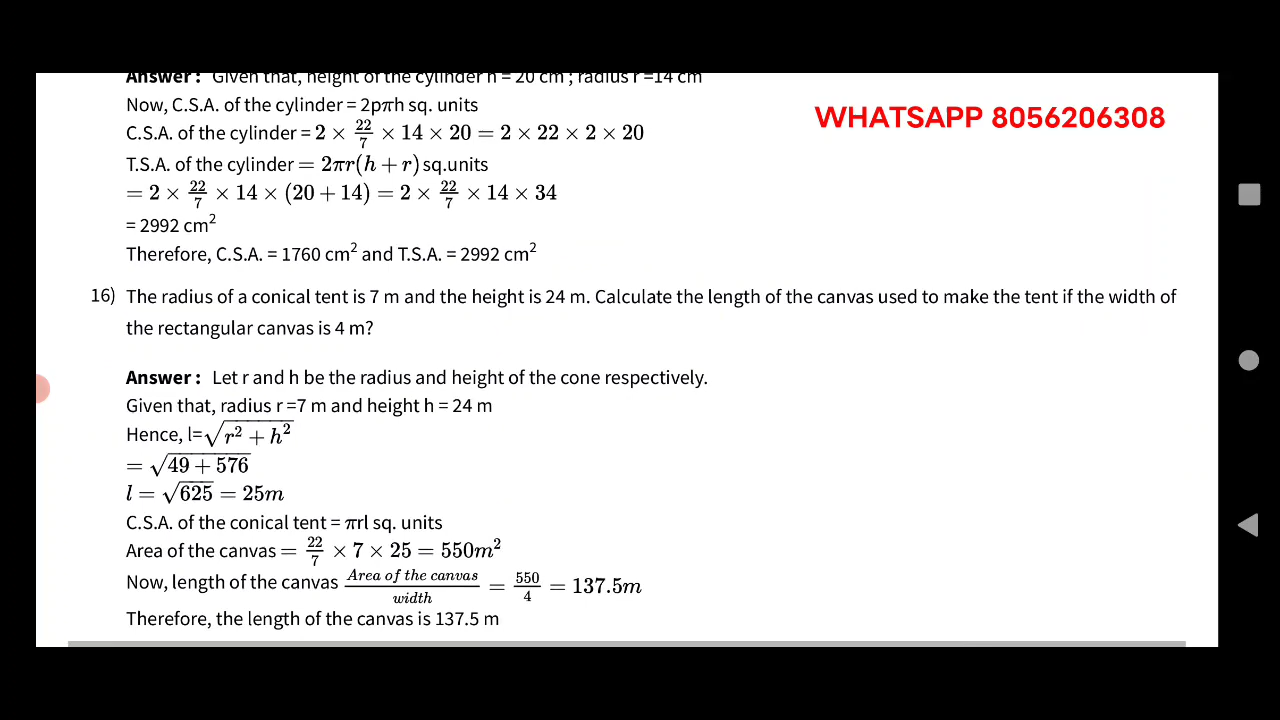 Answer : Given that, height of the cylinder h = 20 cm ; radius r =14 cm
Now, C.S.A. of the cylinder = 2pπh sq. units
WHATSAPP 8056206308
C.S.A. of the cylinder = 2 × 22/7 × 14 × 20 = 2 × 22 × 2 × 20
T.S.A. of the cylinder = 2πr(h + r) sq.units
= 2 × 22/7 × 14 × (20 + 14) = 2 × 22/7 × 14 × 34
= 2992 cm²
Therefore, C.S.A. = 1760 cm² and T.S.A. = 2992 cm²
16) The radius of a conical tent is 7 m and the height is 24 m. Calculate the length of the canvas used to make the tent if the width of
the rectangular canvas is 4 m?
Answer : Let r and h be the radius and height of the cone respectively.
Given that, radius r =7 m and height h = 24 m
Hence, l=√(r² + h²)
= √(49 + 576)
l = √625 = 25m
C.S.A. of the conical tent = πrl sq. units
Area of the canvas = 22/7 × 7 × 25 = 550m²
Now, length of the canvas Area of the canvas/width = 550/4 = 137.5m
Therefore, the length of the canvas is 137.5 m